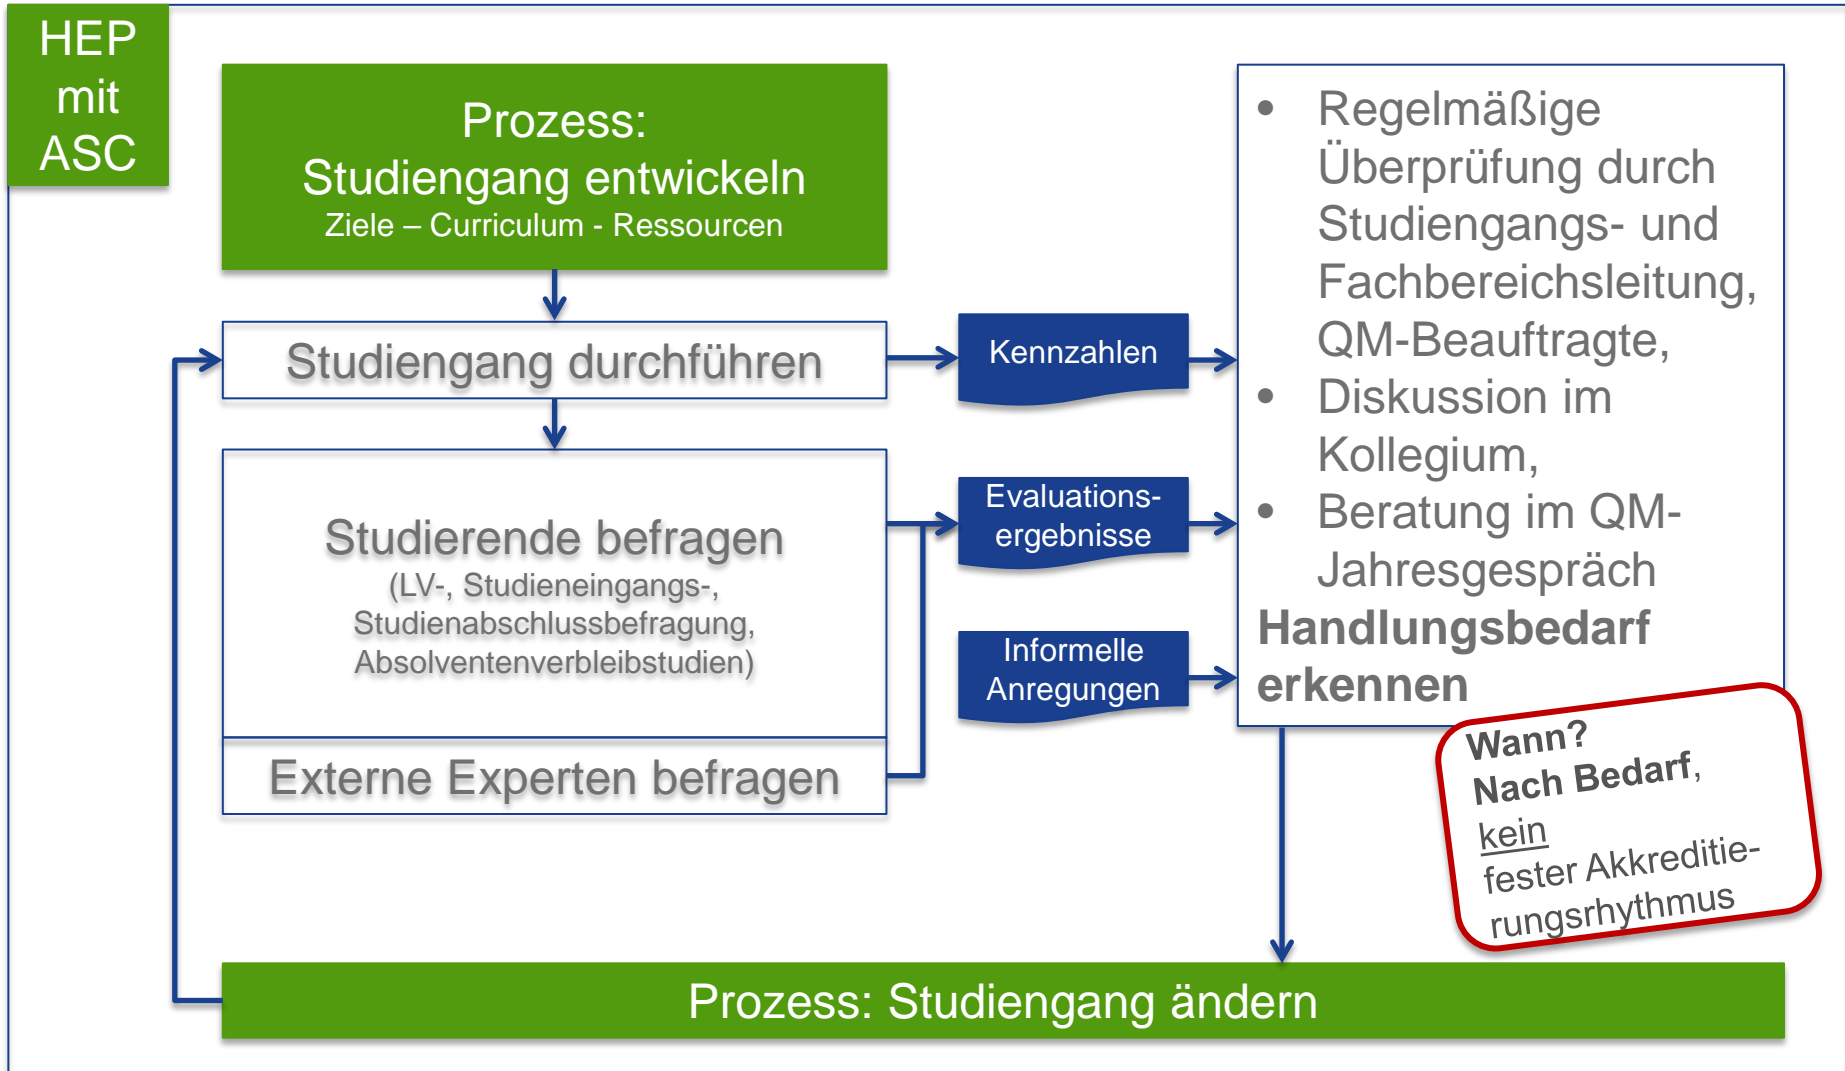 HEP
mit
ASC
Prozess:
Studiengang entwickeln
Ziele – Curriculum - Ressourcen
Studiengang durchführen
Studierende befragen
(LV-, Studieneingangs-,
Studienabschlussbefragung,
Absolventenverbleibstudien)
Externe Experten befragen
Kennzahlen
Evaluations-
ergebnisse
Informelle
Anregungen
• Regelmäßige
Überprüfung durch
Studiengangs- und
Fachbereichsleitung,
QM-Beauftragte,
• Diskussion im
Kollegium,
• Beratung im QM-
Jahresgespräch
Handlungsbedarf
erkennen
Wann?
Nach Bedarf,
kein
fester Akkreditie-
rungsrhythmus
Prozess: Studiengang ändern